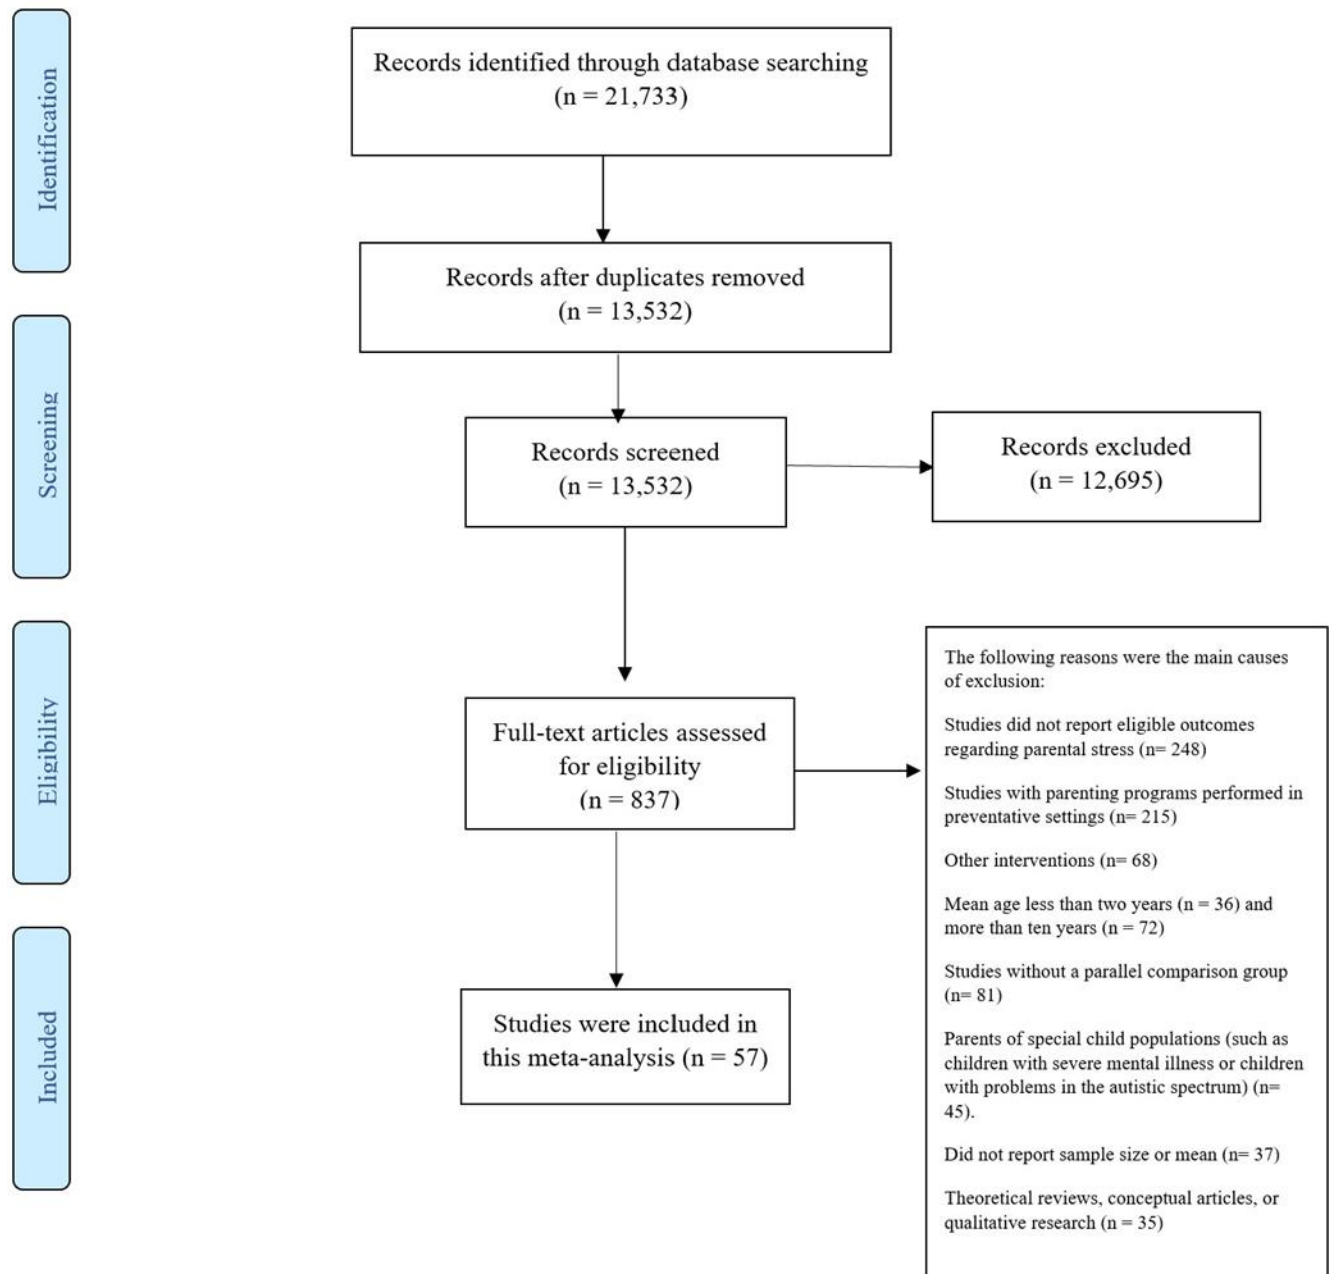 Identification
Records identified through database searching
(n = 21,733)
Records after duplicates removed
(n = 13,532)
Screening
Records screened
(n = 13,532)
Records excluded
(n = 12,695)
Eligibility
Full-text articles assessed
for eligibility
(n = 837)
The following reasons were the main causes
of exclusion:
Studies did not report eligible outcomes
regarding parental stress (n= 248)
Studies with parenting programs performed in
preventative settings (n= 215)
Other interventions (n= 68)
Mean age less than two years (n = 36) and
more than ten years (n = 72)
Studies without a parallel comparison group
(n= 81)
Parents of special child populations (such as
children with severe mental illness or children
with problems in the autistic spectrum) (n=
45).
Did not report sample size or mean (n= 37)
Theoretical reviews, conceptual articles, or
qualitative research (n = 35)
Included
Studies were included in
this meta-analysis (n = 57)